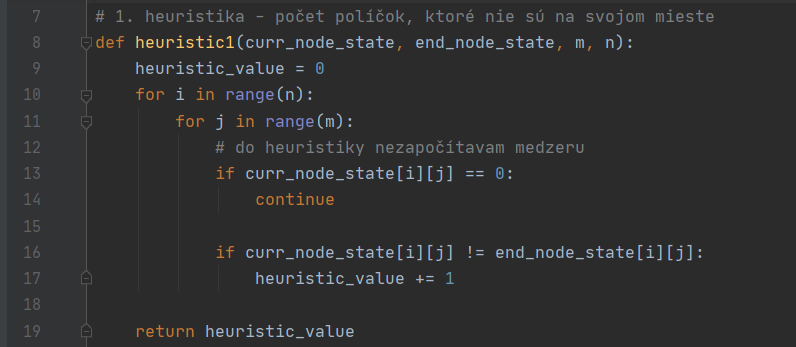 7 # 1. heuristika - počet políčok, ktoré nie sú na svojom mieste
8 def heuristic1(curr_node_state, end_node_state, m, n):
9     heuristic_value = 0
10     for i in range(n):
11         for j in range(m):
12             # do heuristiky nezapočítavam medzeru
13             if curr_node_state[i][j] == 0:
14                 continue
15
16             if curr_node_state[i][j] != end_node_state[i][j]:
17                 heuristic_value += 1
18
19     return heuristic_value